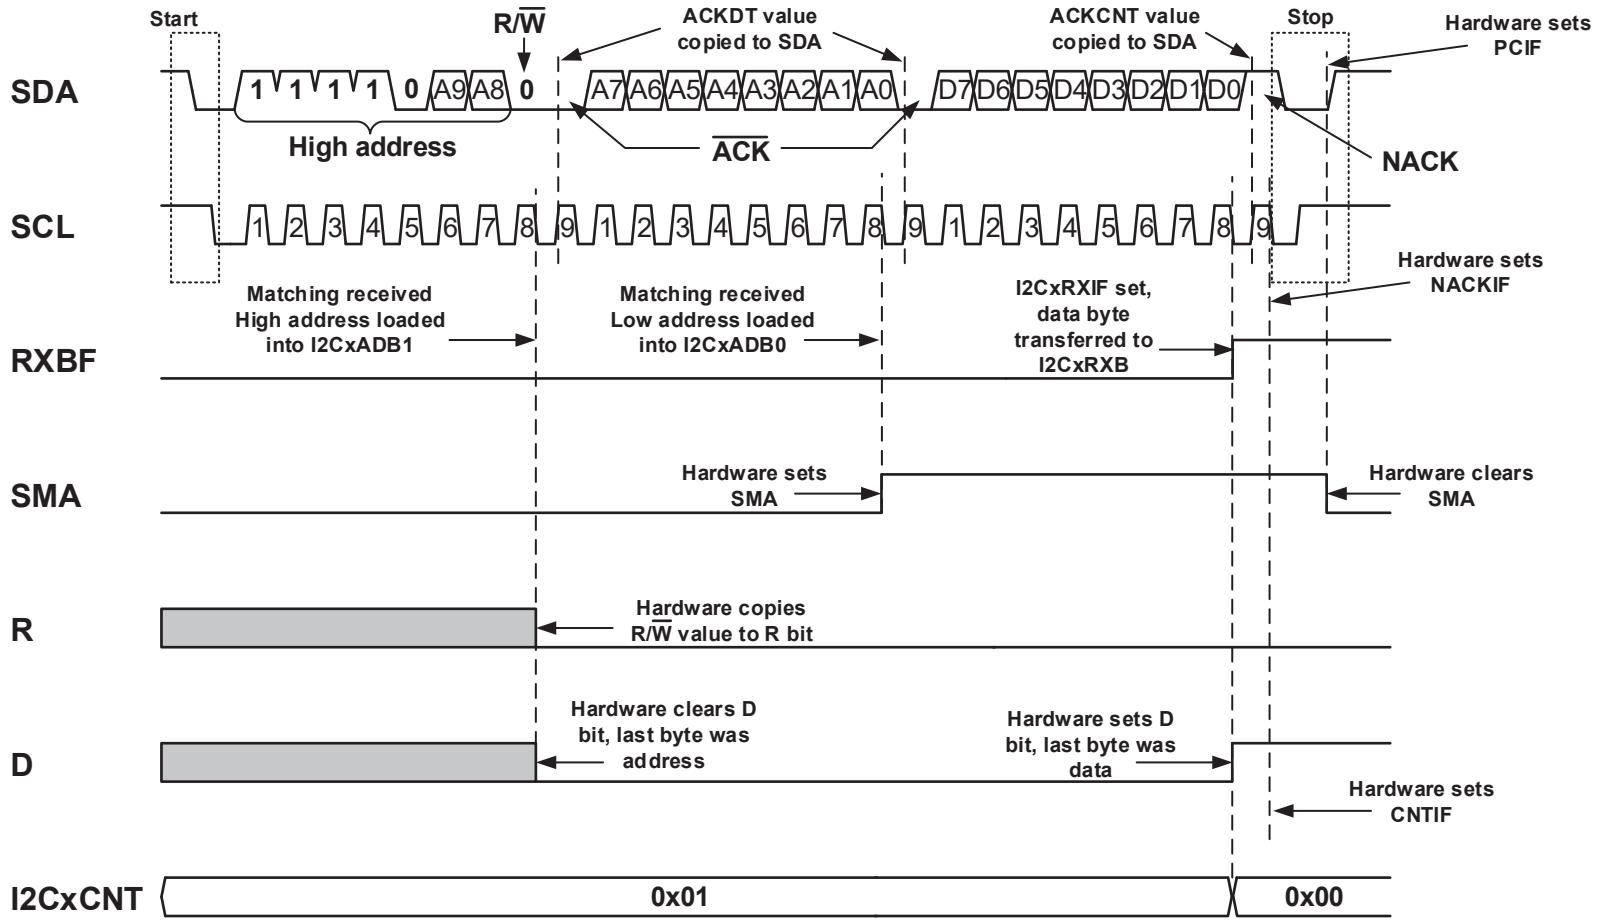 Start
R/W
ACKDT value
copied to SDA
ACKCNT value
copied to SDA
Stop
Hardware sets
PCIF
SDA
1 1 1 1 0 A9 A8 0 A7 A6 A5 A4 A3 A2 A1 A0 D7 D6 D5 D4 D3 D2 D1 D0
High address
ACK
NACK
SCL
1 2 3 4 5 6 7 8 9 1 2 3 4 5 6 7 8 9 1 2 3 4 5 6 7 8 9
Hardware sets
NACKIF
Matching received
High address loaded
into I2CxADB1
Matching received
Low address loaded
into I2CxADB0
I2CxRXIF set,
data byte
transferred to
I2CxRXB
RXBF
SMA
Hardware sets
SMA
Hardware clears
SMA
R
Hardware copies
R/W value to R bit
D
Hardware clears D
bit, last byte was
address
Hardware sets D
bit, last byte was
data
Hardware sets
CNTIF
I2CxCNT
0x01
0x00